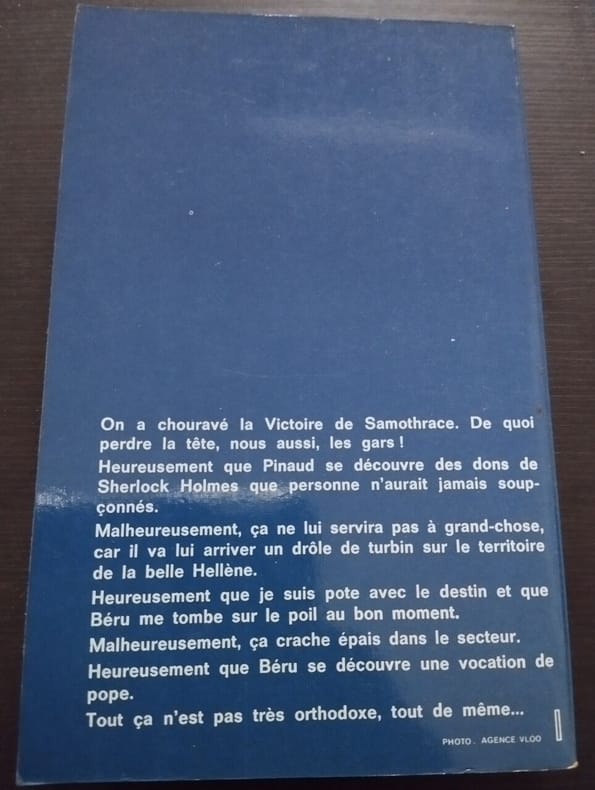 On a chouravé la Victoire de Samothrace. De quoi
perdre la tête, nous aussi, les gars !
Heureusement que Pinaud se découvre des dons de
Sherlock Holmes que personne n'aurait jamais soup-
çonnés.
Malheureusement, ça ne lui servira pas à grand-chose,
car il va lui arriver un drôle de turbin sur le territoire
de la belle Hellène.
Heureusement que je suis pote avec le destin et que
Béru me tombe sur le poil au bon moment.
Malheureusement, ça crache épais dans le secteur.
Heureusement que Béru se découvre une vocation de
pope.
Tout ça n'est pas très orthodoxe, tout de même...
PHOTO. AGENCE VLOO